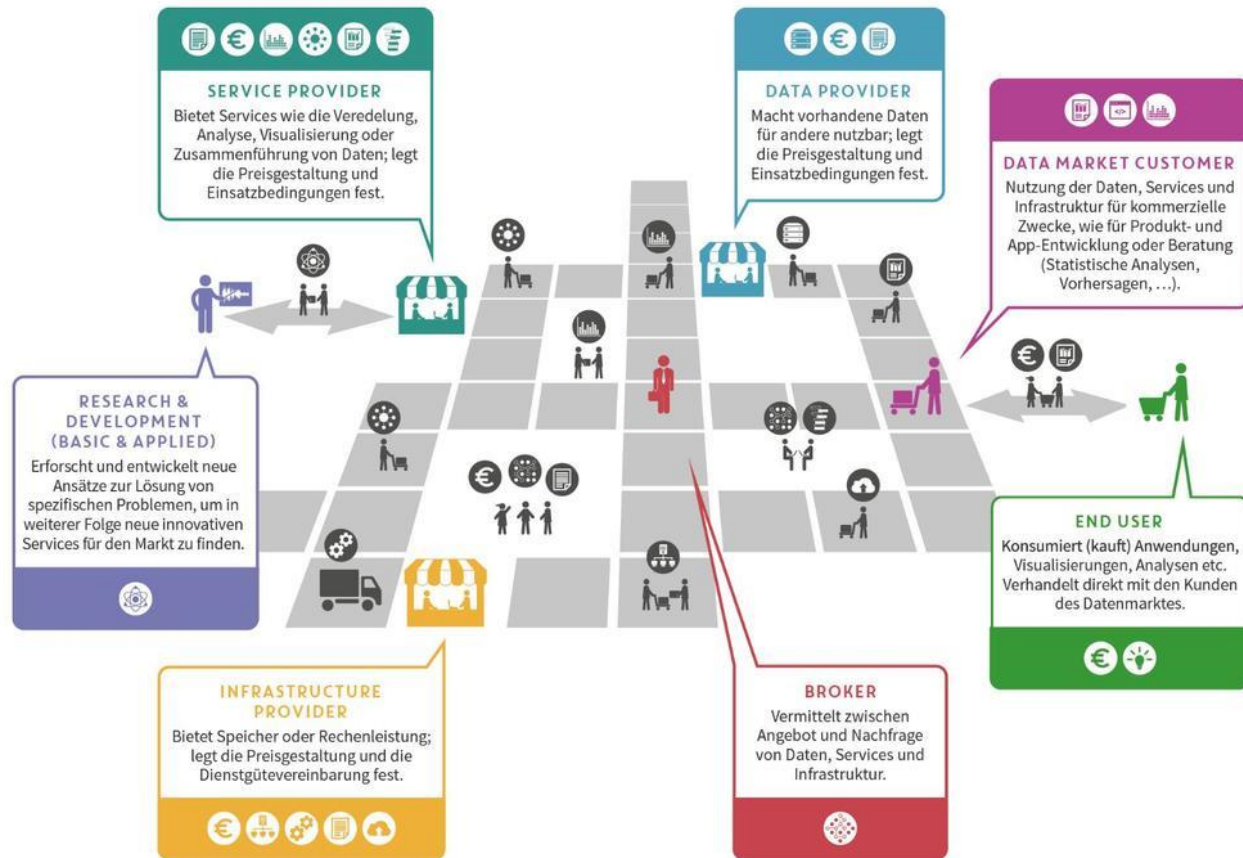 SERVICE PROVIDER
Bietet Services wie die Veredelung,
Analyse, Visualisierung oder
Zusammenführung von Daten; legt
die Preisgestaltung und
Einsatzbedingungen fest.
DATA PROVIDER
Macht vorhandene Daten
für andere nutzbar; legt
die Preisgestaltung und
Einsatzbedingungen fest.
DATA MARKET CUSTOMER
Nutzung der Daten, Services und
Infrastruktur für kommerzielle
Zwecke, wie für Produkt- und
App-Entwicklung oder Beratung
(Statistische Analysen,
Vorhersagen, …).
RESEARCH &
DEVELOPMENT
(BASIC & APPLIED)
Erforscht und entwickelt neue
Ansätze zur Lösung von
spezifischen Problemen, um in
weiterer Folge neue innovativen
Services für den Markt zu finden.
END USER
Konsumiert (kauft) Anwendungen,
Visualisierungen, Analysen etc.
Verhandelt direkt mit den Kunden
des Datenmarktes.
INFRASTRUCTURE
PROVIDER
Bietet Speicher oder Rechenleistung;
legt die Preisgestaltung und die
Dienstgütevereinbarung fest.
BROKER
Vermittelt zwischen
Angebot und Nachfrage
von Daten, Services und
Infrastruktur.